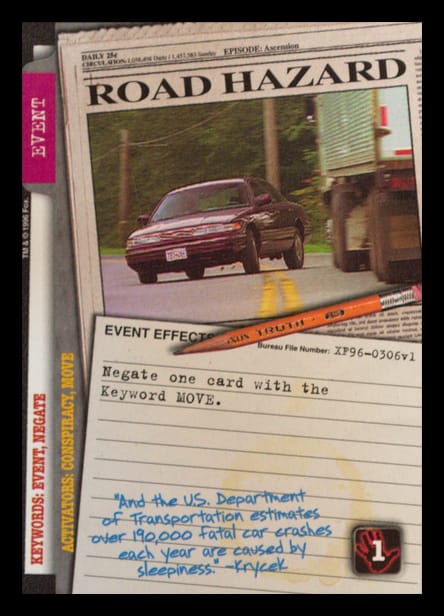 DAILY 25¢
EPISODE: Ascension
ROAD HAZARD
EVENT
TM & © 1996 Fox.
KEYWORDS: EVENT, NEGATE
ACTIVATORS: CONSPIRACY, MOVE
EVENT EFFECTS
TRUTH
Bureau File Number: XF96-0306v1
Negate one card with the
Keyword MOVE.
"And the U.S. Department
of Transportation estimates
over 190,000 fatal car crashes
each year are caused by
sleepiness." -Krycek
1